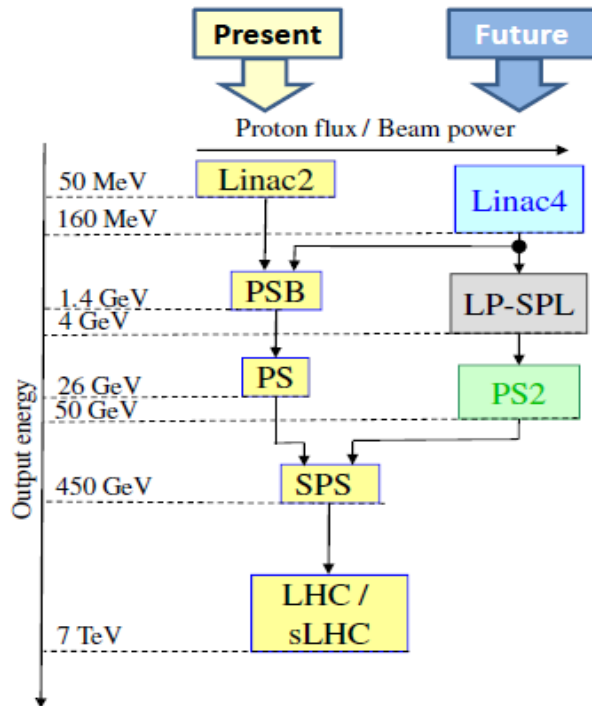 Present
Future
Proton flux / Beam power
Linac2
50 MeV
Linac4
160 MeV
PSB
LP-SPL
1.4 GeV
4 GeV
PS
PS2
26 GeV
50 GeV
SPS
450 GeV
LHC /
sLHC
7 TeV
Output energy